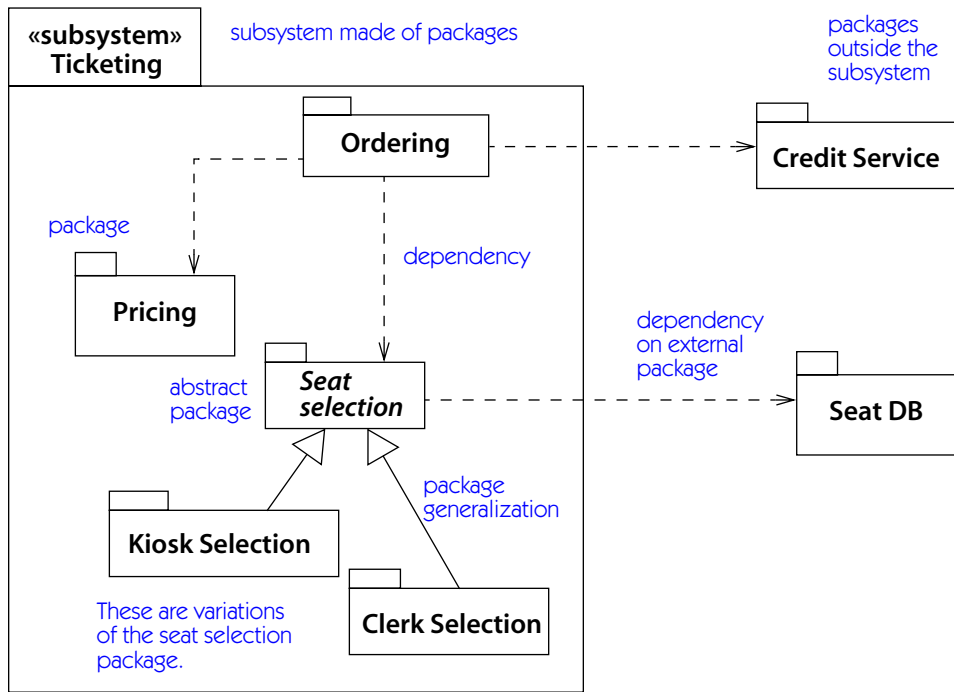 «subsystem»
Ticketing
subsystem made of packages
packages
outside the
subsystem
Ordering
Credit Service
package
dependency
Pricing
dependency
on external
package
abstract
package
Seat
selection
Seat DB
package
generalization
Kiosk Selection
Clerk Selection
These are variations
of the seat selection
package.